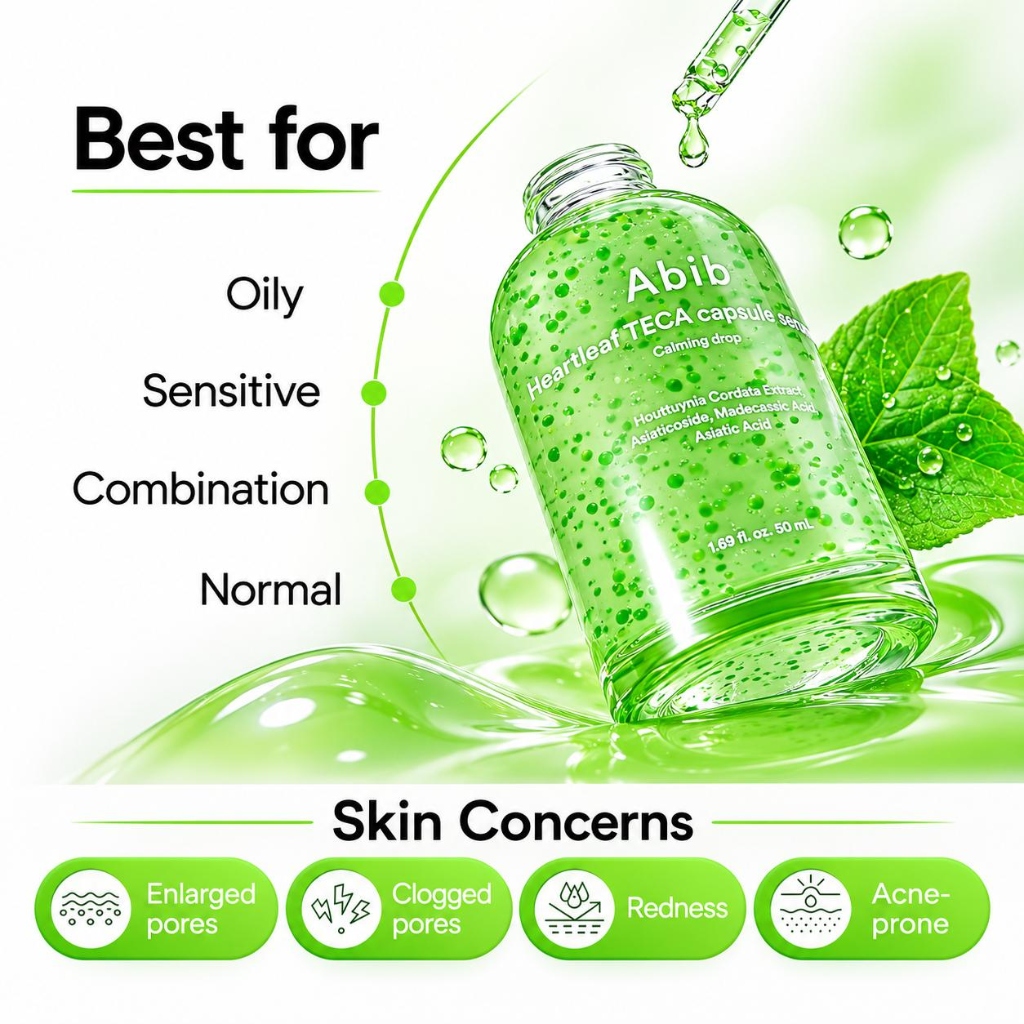 Best for
Oily
Sensitive
Combination
Normal
Abib
Heartleaf TECA capsule serum
Calming drop
Houttuynia Cordata Extract,
Asiaticoside, Madecassic Acid,
Asiatic Acid
1.69 fl. oz. 50 mL
Skin Concerns
Enlarged
pores
Clogged
pores
Redness
Acne-
prone